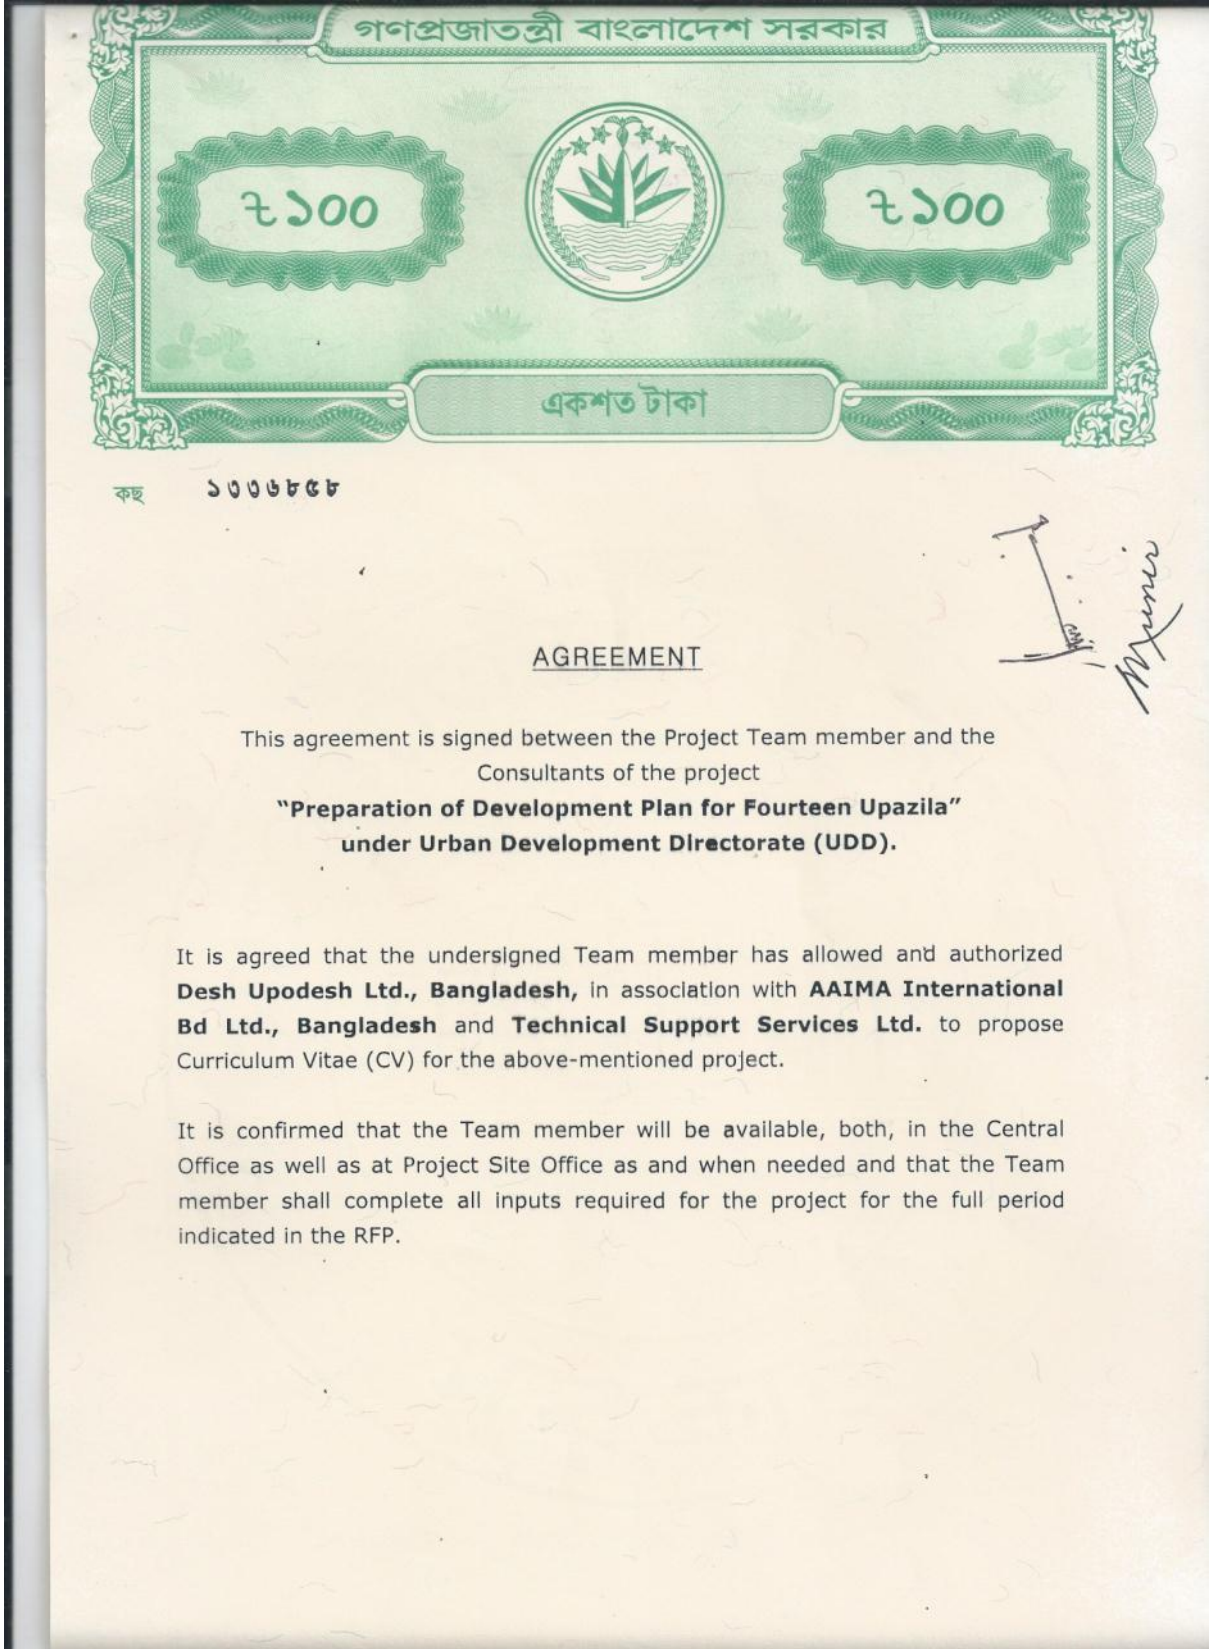 গণপ্রজাতন্ত্রী বাংলাদেশ সরকার
৳১০০
৳১০০
একশত টাকা
কছ ১৩৩৬৮৫৮
Munir
AGREEMENT
This agreement is signed between the Project Team member and the
Consultants of the project
“Preparation of Development Plan for Fourteen Upazila”
under Urban Development Directorate (UDD).
It is agreed that the undersigned Team member has allowed and authorized
Desh Upodesh Ltd., Bangladesh, in association with AAIMA International
Bd Ltd., Bangladesh and Technical Support Services Ltd. to propose
Curriculum Vitae (CV) for the above-mentioned project.
It is confirmed that the Team member will be available, both, in the Central
Office as well as at Project Site Office as and when needed and that the Team
member shall complete all inputs required for the project for the full period
indicated in the RFP.